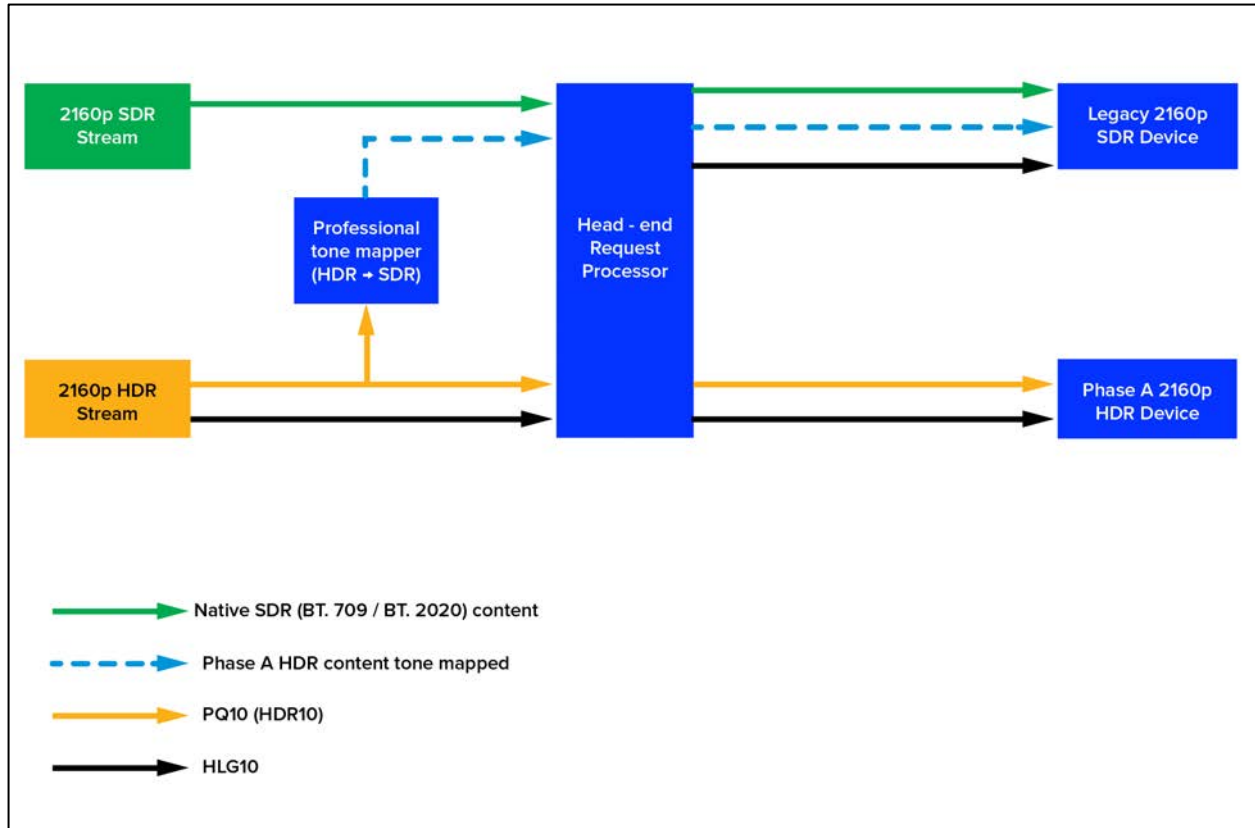 2160p SDR
Stream
Professional
tone mapper
(HDR → SDR)
2160p HDR
Stream
Head - end
Request
Processor
Legacy 2160p
SDR Device
Phase A 2160p
HDR Device
Native SDR (BT. 709 / BT. 2020) content
Phase A HDR content tone mapped
PQ10 (HDR10)
HLG10